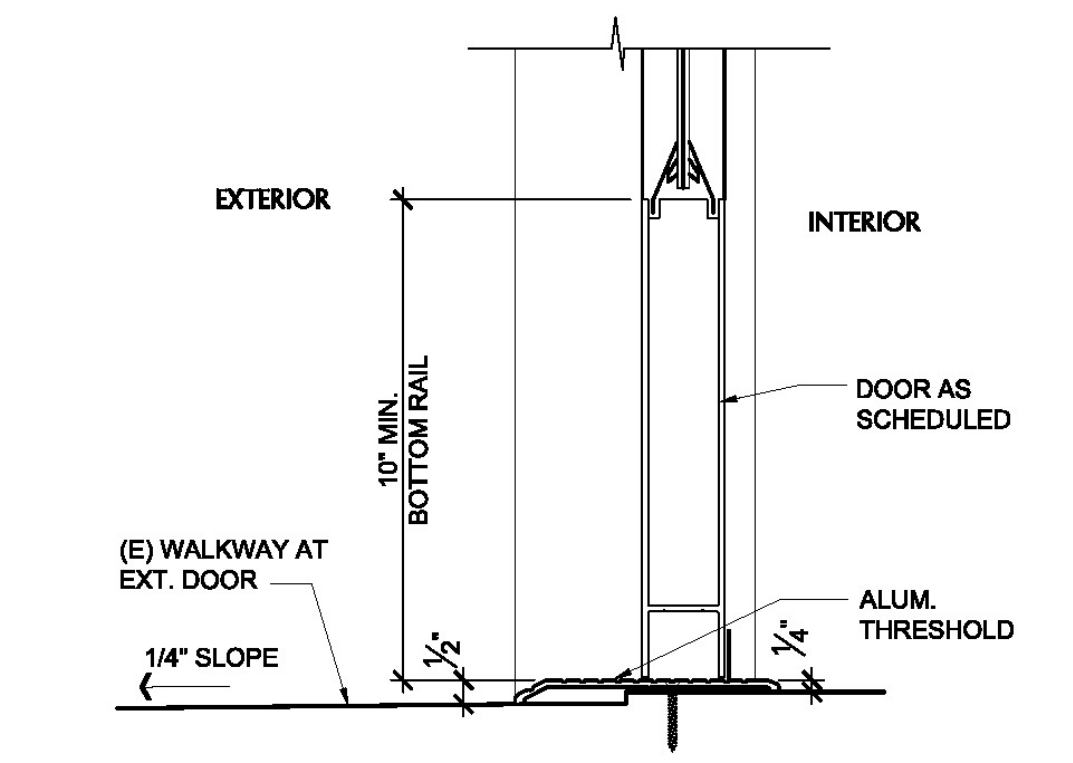 EXTERIOR
INTERIOR
10" MIN.
BOTTOM RAIL
DOOR AS
SCHEDULED
(E) WALKWAY AT
EXT. DOOR
ALUM.
THRESHOLD
1/2"
1/4"
1/4" SLOPE